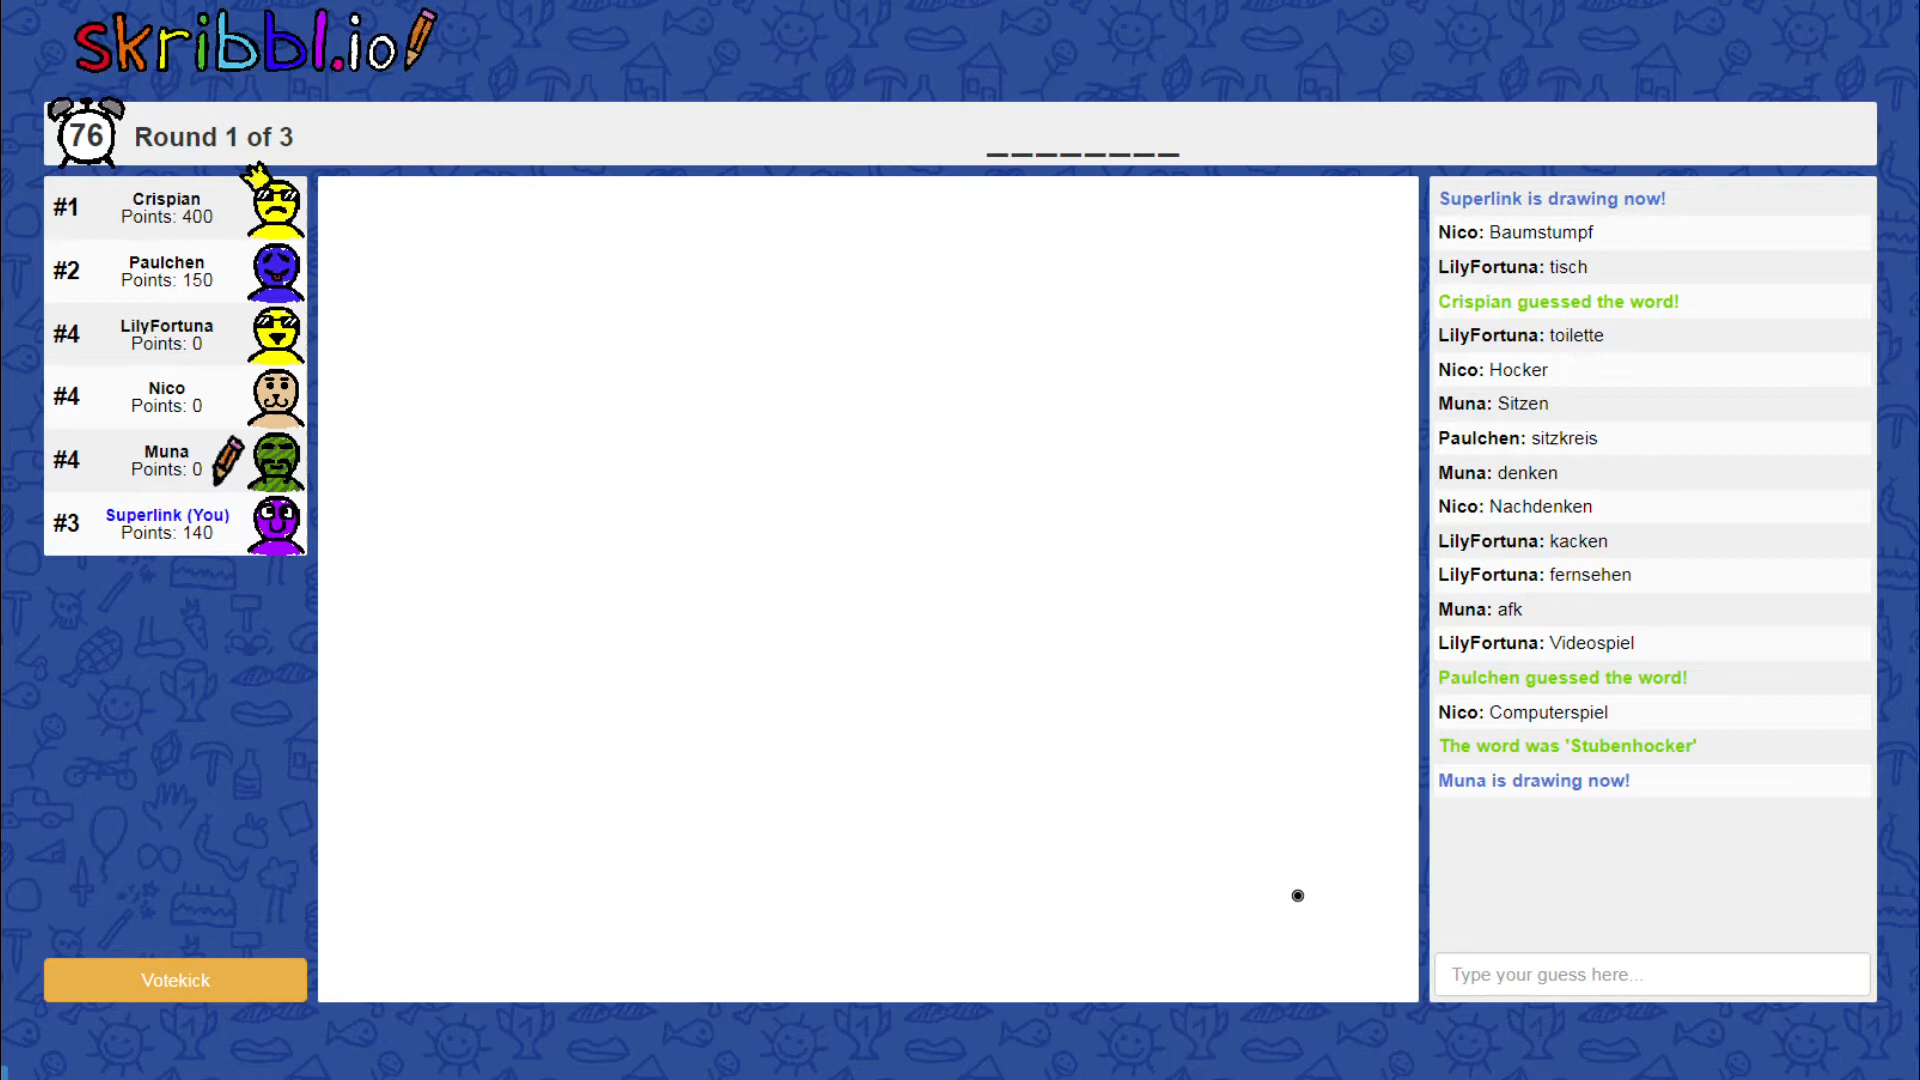 skribbl.io
76
Round 1 of 3
________
#1
Crispian
Points: 400
#2
Paulchen
Points: 150
#4
LilyFortuna
Points: 0
#4
Nico
Points: 0
#4
Muna
Points: 0
#3
Superlink (You)
Points: 140
Votekick
Superlink is drawing now!
Nico: Baumstumpf
LilyFortuna: tisch
Crispian guessed the word!
LilyFortuna: toilette
Nico: Hocker
Muna: Sitzen
Paulchen: sitzkreis
Muna: denken
Nico: Nachdenken
LilyFortuna: kacken
LilyFortuna: fernsehen
Muna: afk
LilyFortuna: Videospiel
Paulchen guessed the word!
Nico: Computerspiel
The word was 'Stubenhocker'
Muna is drawing now!
Type your guess here...